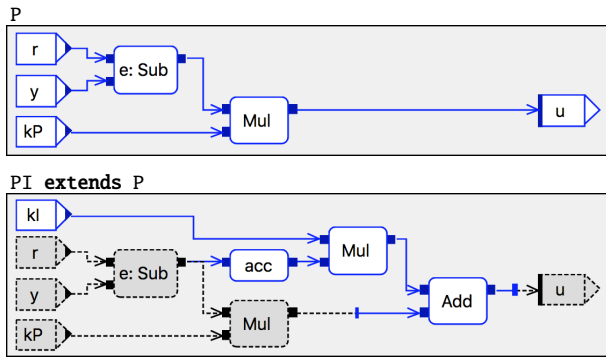 P
r
e: Sub
y
Mul
u
kP
PI extends P
kI
r
Mul
e: Sub
acc
y
Add
u
Mul
kP